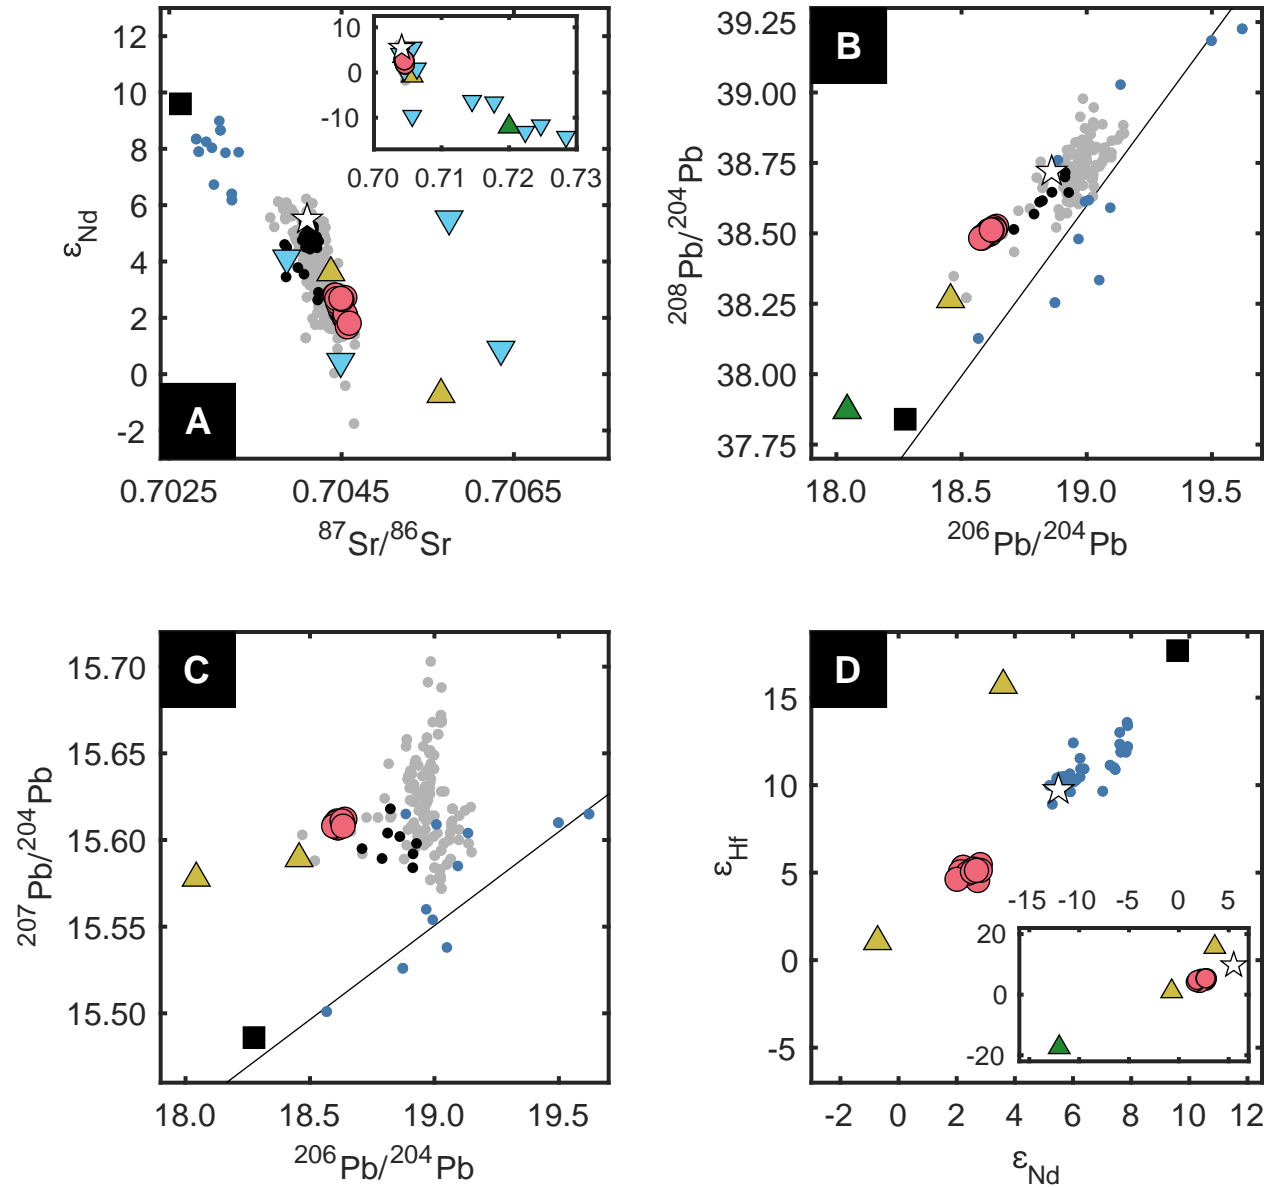 12
10
8
6
4
2
0
-2
εNd
A
10
0
-10
0.70 0.71 0.72 0.73
0.7025 0.7045 0.7065
87Sr/86Sr
39.25
39.00
38.75
38.50
38.25
38.00
37.75
208Pb/204Pb
B
18.0 18.5 19.0 19.5
206Pb/204Pb
15.70
15.65
15.60
15.55
15.50
207Pb/204Pb
C
18.0 18.5 19.0 19.5
206Pb/204Pb
15
10
5
0
-5
εHf
D
-15 -10 -5 0 5
20
0
-20
-2 0 2 4 6 8 10 12
εNd